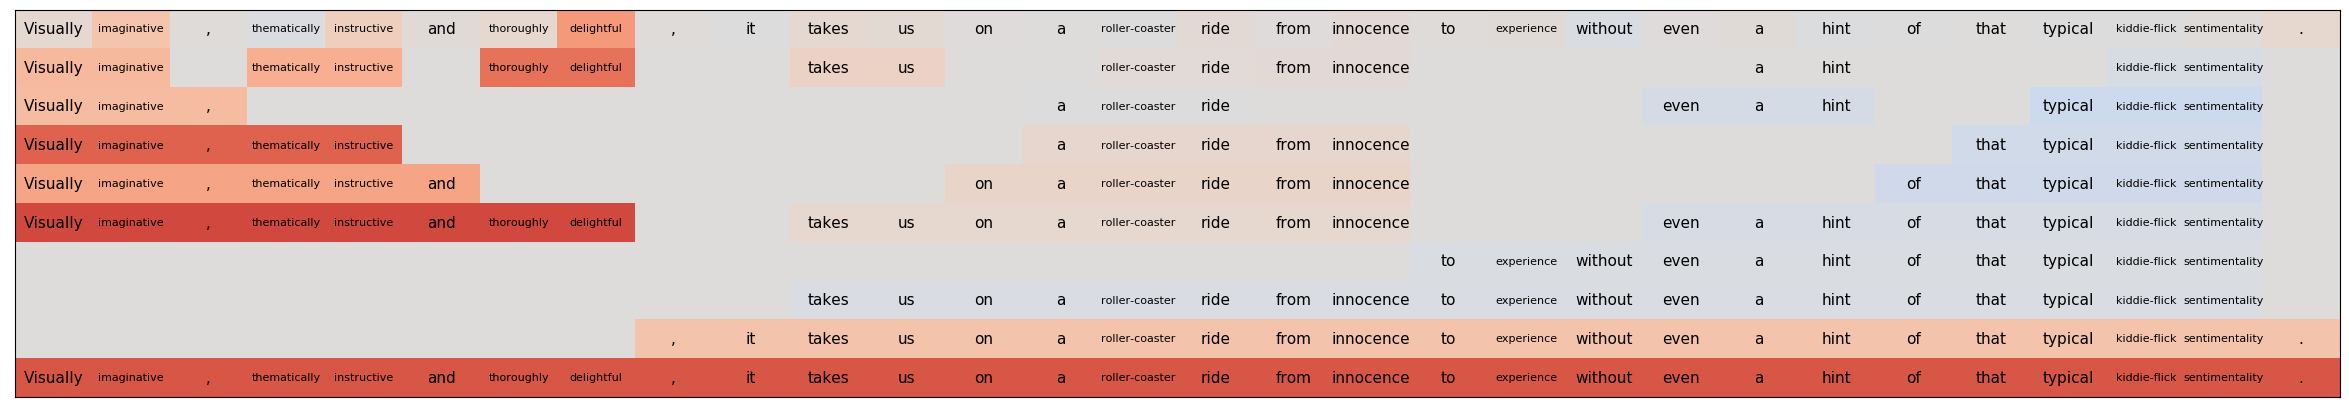 Visually imaginative , thematically instructive and thoroughly delightful , it takes us on a roller-coaster ride from innocence to experience without even a hint of that typical kiddie-flick sentimentality .
Visually imaginative thematically instructive thoroughly delightful takes us roller-coaster ride from innocence a hint kiddie-flick sentimentality
Visually imaginative , a roller-coaster ride even a hint typical kiddie-flick sentimentality
Visually imaginative , thematically instructive a roller-coaster ride from innocence that typical kiddie-flick sentimentality
Visually imaginative , thematically instructive and on a roller-coaster ride from innocence of that typical kiddie-flick sentimentality
Visually imaginative , thematically instructive and thoroughly delightful takes us on a roller-coaster ride from innocence even a hint of that typical kiddie-flick sentimentality
to experience without even a hint of that typical kiddie-flick sentimentality
takes us on a roller-coaster ride from innocence to experience without even a hint of that typical kiddie-flick sentimentality
, it takes us on a roller-coaster ride from innocence to experience without even a hint of that typical kiddie-flick sentimentality .
Visually imaginative , thematically instructive and thoroughly delightful , it takes us on a roller-coaster ride from innocence to experience without even a hint of that typical kiddie-flick sentimentality .